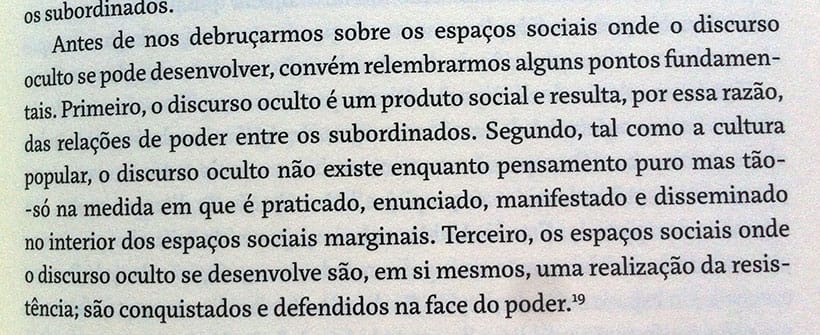 os subordinados.
Antes de nos debruçarmos sobre os espaços sociais onde o discurso
oculto se pode desenvolver, convém relembrarmos alguns pontos fundamen-
tais. Primeiro, o discurso oculto é um produto social e resulta, por essa razão,
das relações de poder entre os subordinados. Segundo, tal como a cultura
popular, o discurso oculto não existe enquanto pensamento puro mas tão-
-só na medida em que é praticado, enunciado, manifestado e disseminado
no interior dos espaços sociais marginais. Terceiro, os espaços sociais onde
o discurso oculto se desenvolve são, em si mesmos, uma realização da resis-
tência; são conquistados e defendidos na face do poder.¹⁹